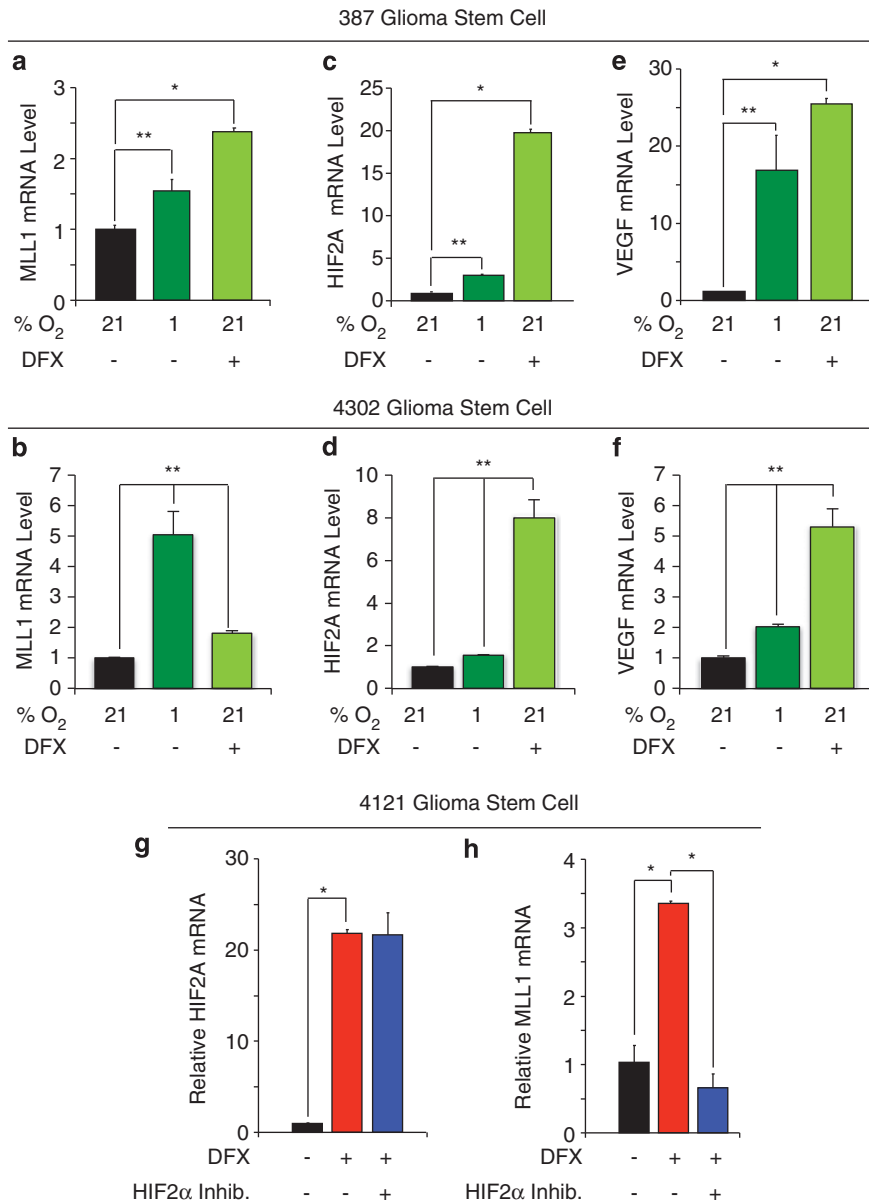 387 Glioma Stem Cell
a
MLL1 mRNA Level
3
2
1
0
*
**
% O2 21 1 21
DFX - - +
c
HIF2A mRNA Level
25
20
15
10
5
0
*
**
% O2 21 1 21
DFX - - +
e
VEGF mRNA Level
30
20
10
0
*
**
% O2 21 1 21
DFX - - +
4302 Glioma Stem Cell
b
MLL1 mRNA Level
7
6
5
4
3
2
1
0
**
% O2 21 1 21
DFX - - +
d
HIF2A mRNA Level
10
8
6
4
2
0
**
% O2 21 1 21
DFX - - +
f
VEGF mRNA Level
7
6
5
4
3
2
1
0
**
% O2 21 1 21
DFX - - +
4121 Glioma Stem Cell
g
Relative HIF2A mRNA
30
20
10
0
*
DFX - + +
HIF2α Inhib. - - +
h
Relative MLL1 mRNA
4
3
2
1
0
*
*
DFX - + +
HIF2α Inhib. - - +